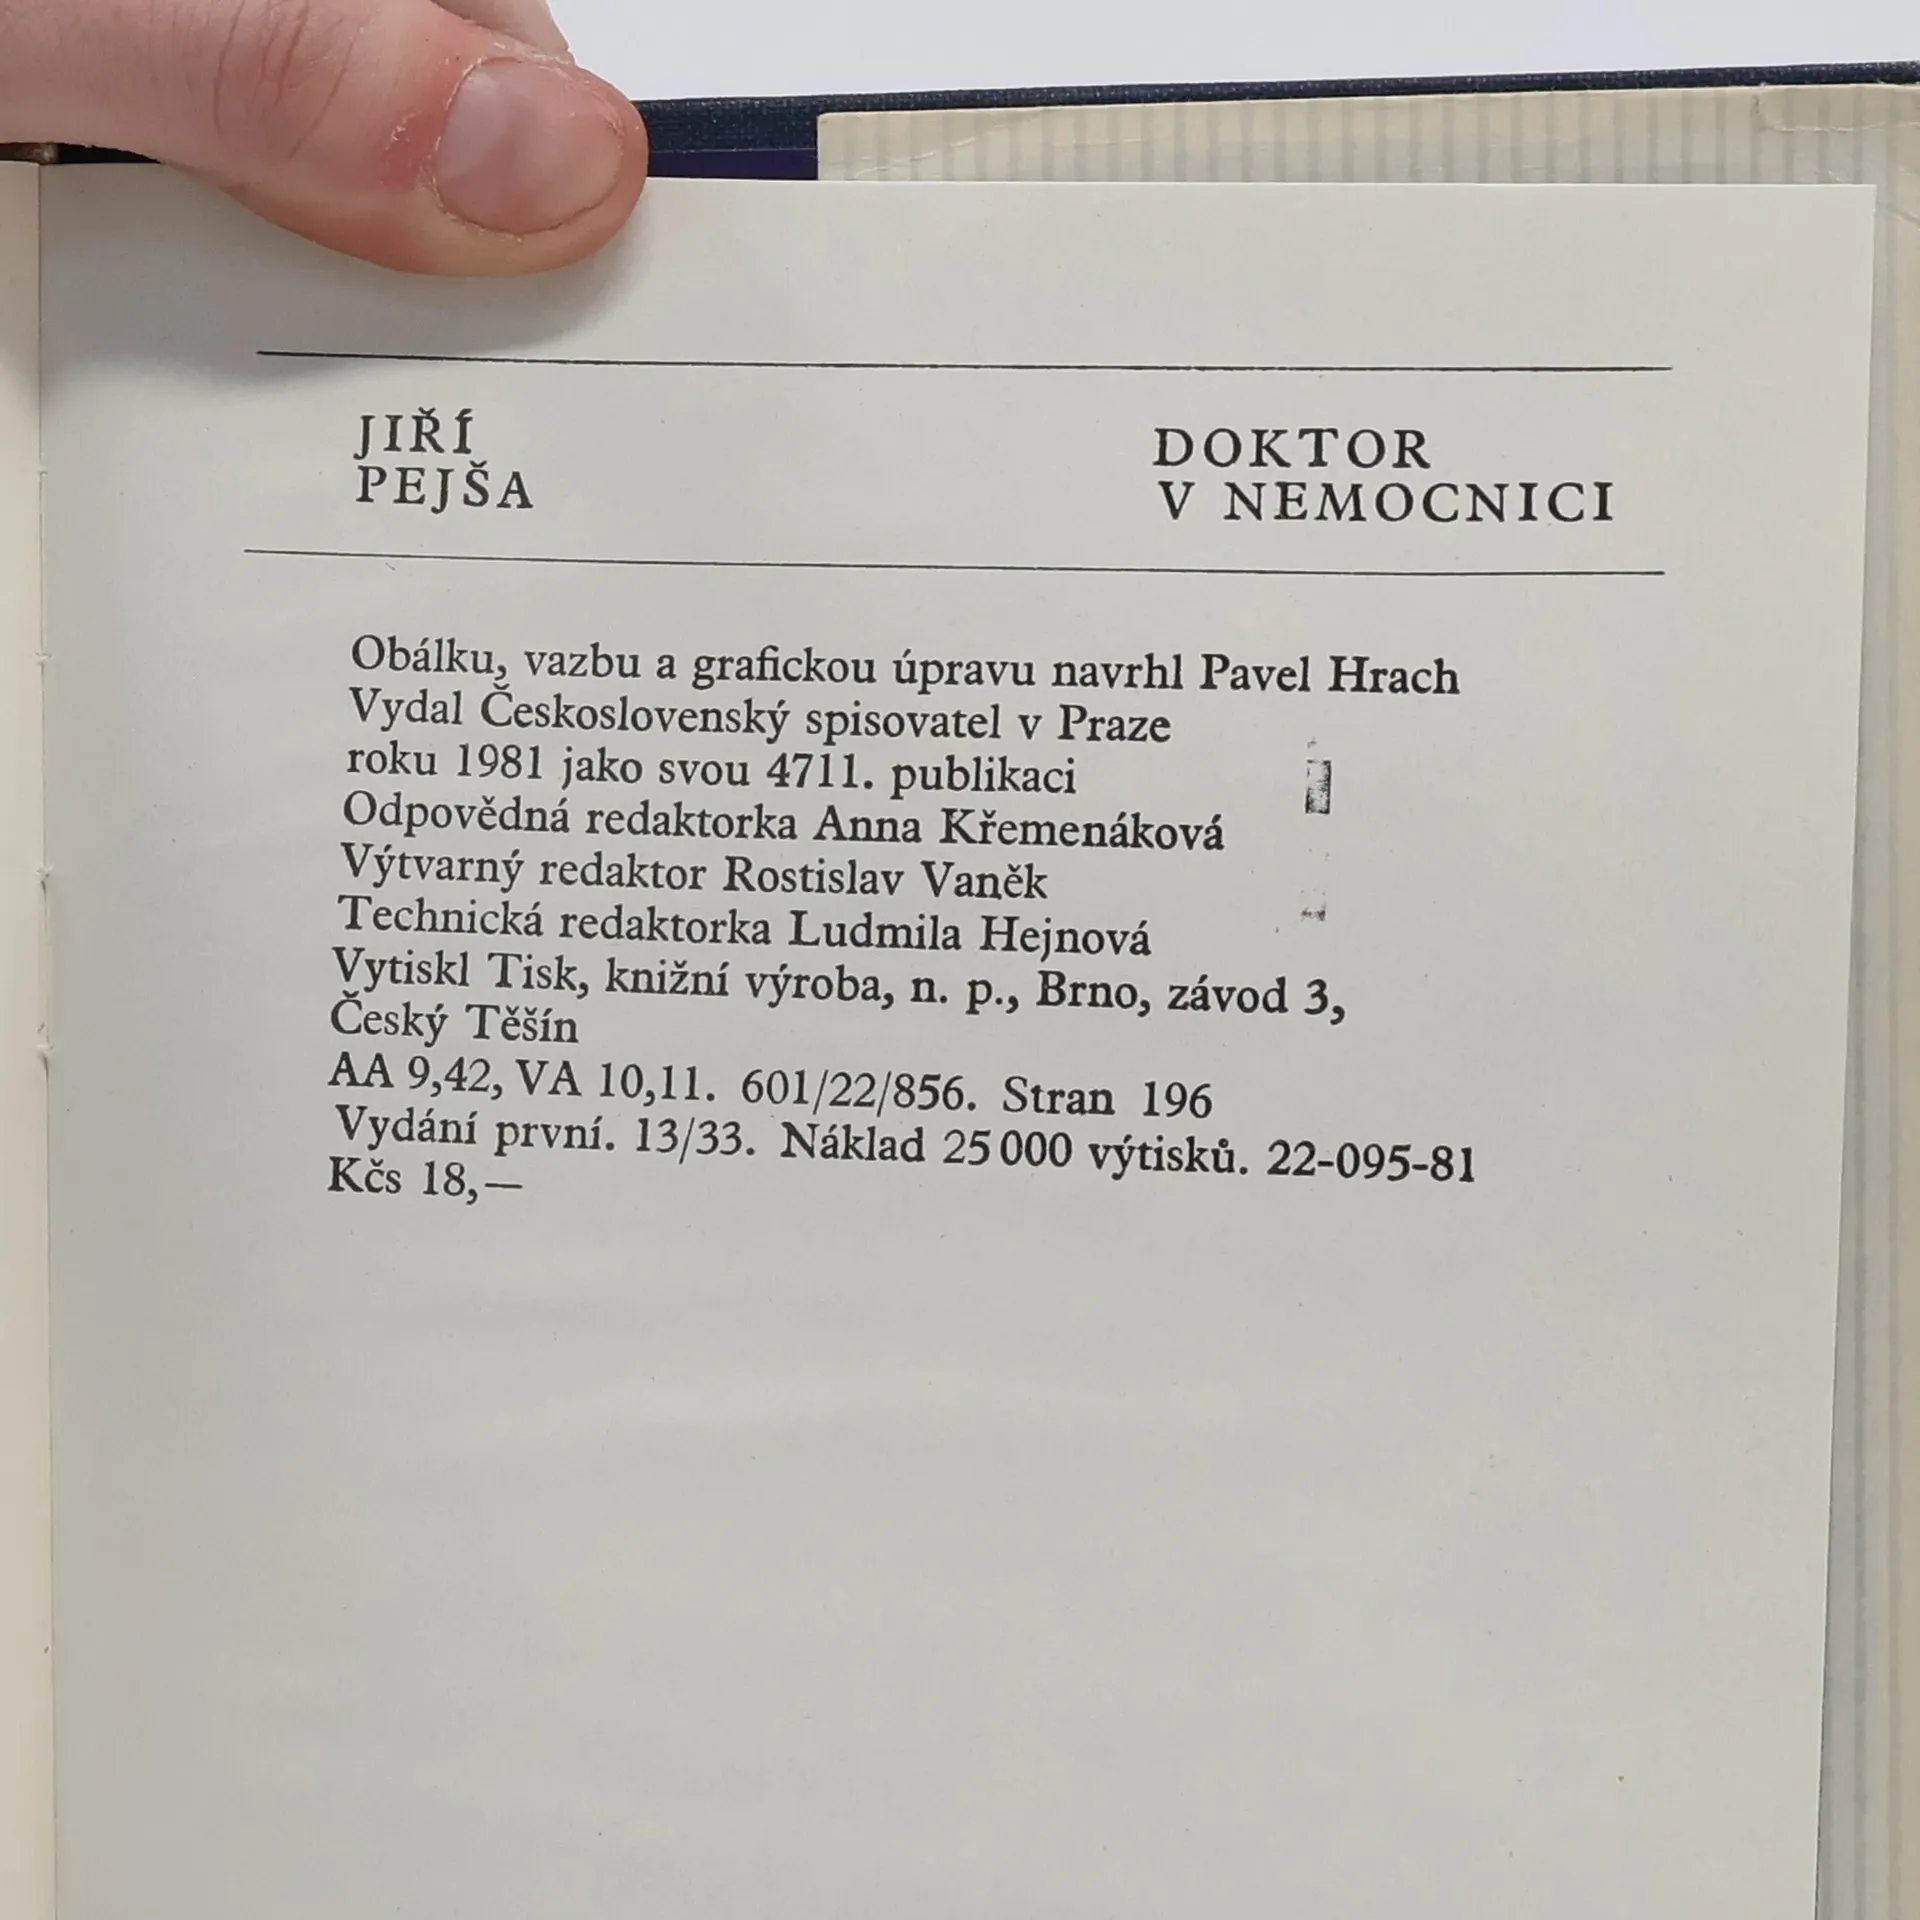 JIŘÍ
PEJŠA
DOKTOR
V NEMOCNICI
Obálku, vazbu a grafickou úpravu navrhl Pavel Hrach
Vydal Československý spisovatel v Praze
roku 1981 jako svou 4711. publikaci
Odpovědná redaktorka Anna Křemenáková
Výtvarný redaktor Rostislav Vaněk
Technická redaktorka Ludmila Hejnová
Vytiskl Tisk, knižní výroba, n. p., Brno, závod 3,
Český Těšín
AA 9,42, VA 10,11. 601/22/856. Stran 196
Vydání první. 13/33. Náklad 25 000 výtisků. 22-095-81
Kčs 18,—